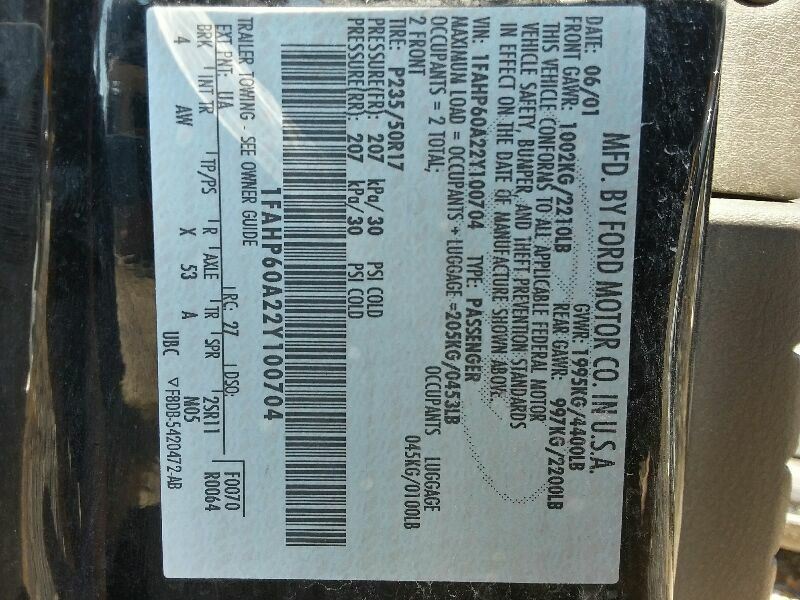 MFD. BY FORD MOTOR CO. IN U.S.A.
DATE: 06/01 GVWR: 1995KG/4400LB
FRONT GAWR: 1002KG/2210LB REAR GAWR: 997KG/2200LB
THIS VEHICLE CONFORMS TO ALL APPLICABLE FEDERAL MOTOR
VEHICLE SAFETY, BUMPER, AND THEFT PREVENTION STANDARDS
IN EFFECT ON THE DATE OF MANUFACTURE SHOWN ABOVE.
VIN: 1FAHP60A22Y100704 TYPE: PASSENGER
MAXIMUM LOAD = OCCUPANTS + LUGGAGE =205KG/0453LB
OCCUPANTS = 2 TOTAL; OCCUPANTS LUGGAGE
2 FRONT 045KG/0100LB
TIRE: P235/50R17
PRESSURE(FR): 207 kPa/30 PSI COLD
PRESSURE(RR): 207 kPa/30 PSI COLD
1FAHP60A22Y100704
TRAILER TOWING - SEE OWNER GUIDE
EXT PNT: UA RC: 27 DSO: F0070
BRK INT TR TP/PS R AXLE TR SPR 2SR11 R0064
4 AW X 53 A N05
UBC ▽F8DB-5420472-AB